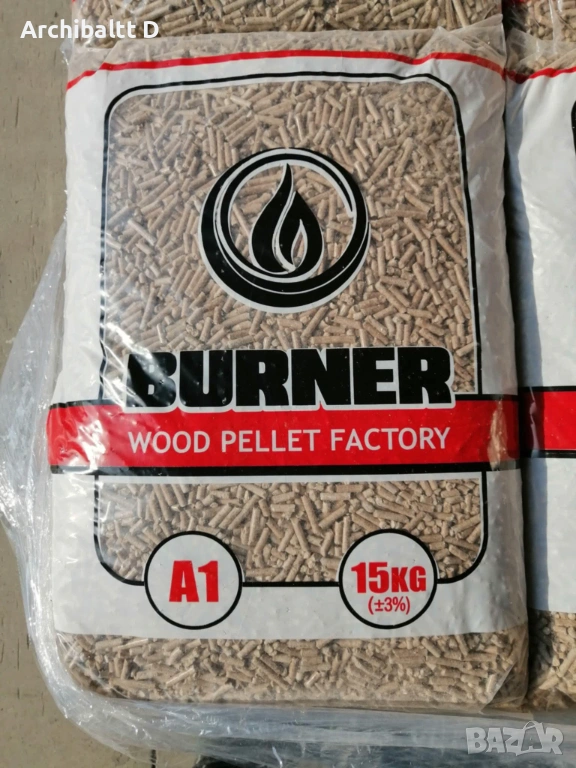 Archibaltt D
BURNER
WOOD PELLET FACTORY
A1
15KG
(±3%)
BAZAR